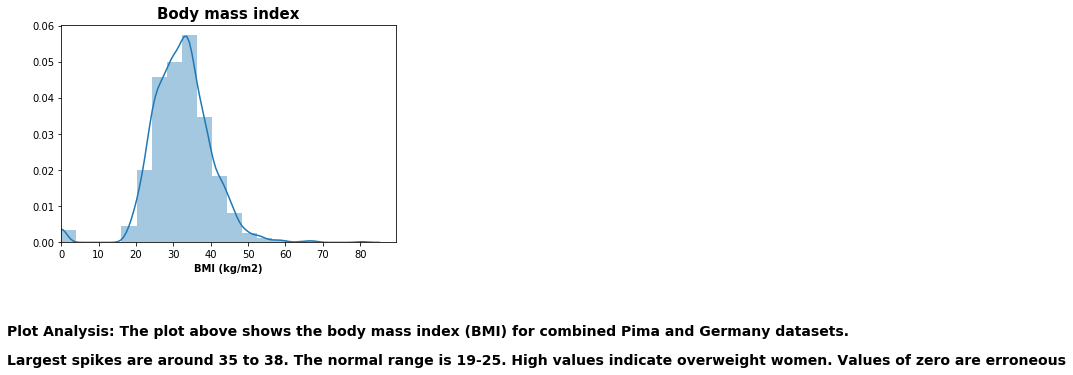 Body mass index
0.06
0.05
0.04
0.03
0.02
0.01
0.00
0 10 20 30 40 50 60 70 80
BMI (kg/m2)
Plot Analysis: The plot above shows the body mass index (BMI) for combined Pima and Germany datasets.
Largest spikes are around 35 to 38. The normal range is 19-25. High values indicate overweight women. Values of zero are erroneous